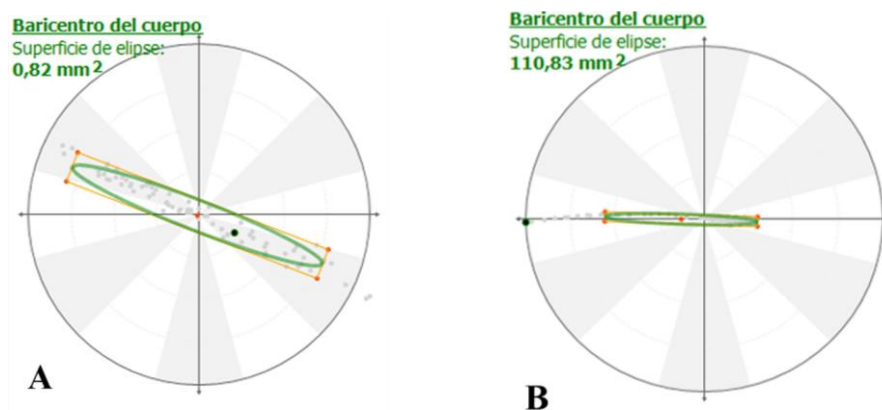 Baricentro del cuerpo
Superficie de elipse:
0,82 mm²
A
Baricentro del cuerpo
Superficie de elipse:
110,83 mm²
B